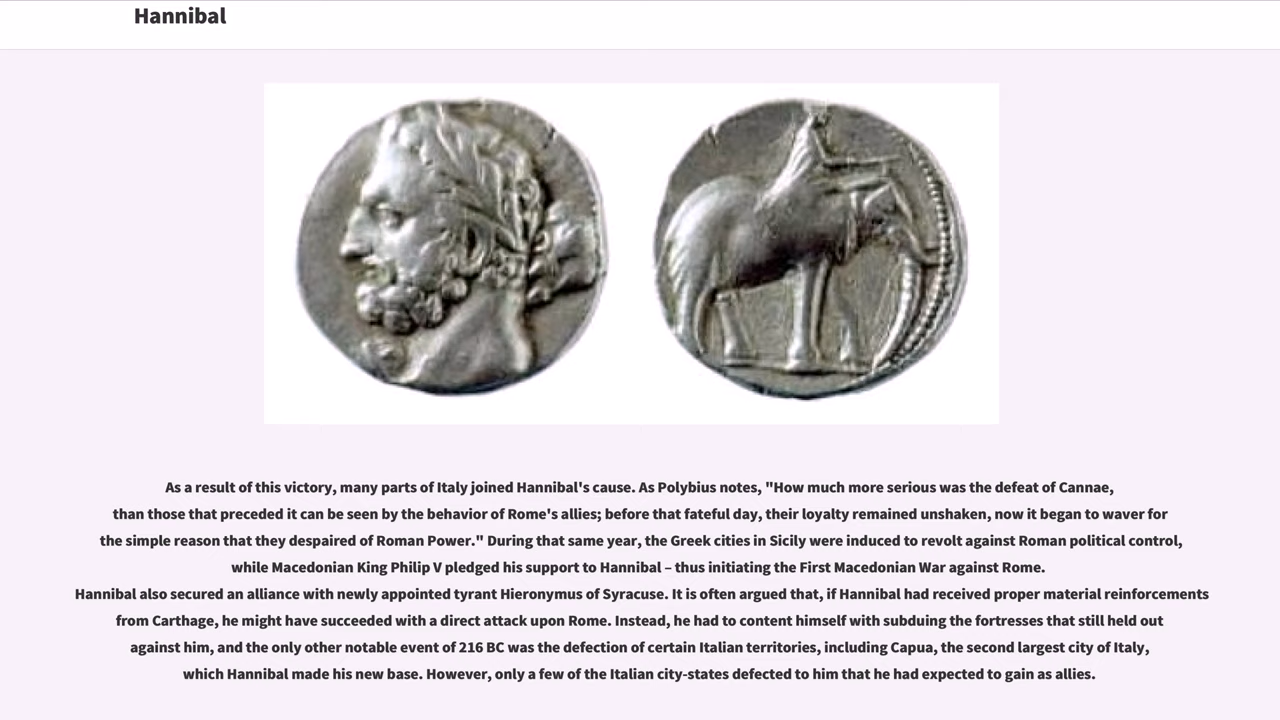 Hannibal
As a result of this victory, many parts of Italy joined Hannibal's cause. As Polybius notes, "How much more serious was the defeat of Cannae,
than those that preceded it can be seen by the behavior of Rome's allies; before that fateful day, their loyalty remained unshaken, now it began to waver for
the simple reason that they despaired of Roman Power." During that same year, the Greek cities in Sicily were induced to revolt against Roman political control,
while Macedonian King Philip V pledged his support to Hannibal – thus initiating the First Macedonian War against Rome.
Hannibal also secured an alliance with newly appointed tyrant Hieronymus of Syracuse. It is often argued that, if Hannibal had received proper material reinforcements
from Carthage, he might have succeeded with a direct attack upon Rome. Instead, he had to content himself with subduing the fortresses that still held out
against him, and the only other notable event of 216 BC was the defection of certain Italian territories, including Capua, the second largest city of Italy,
which Hannibal made his new base. However, only a few of the Italian city-states defected to him that he had expected to gain as allies.